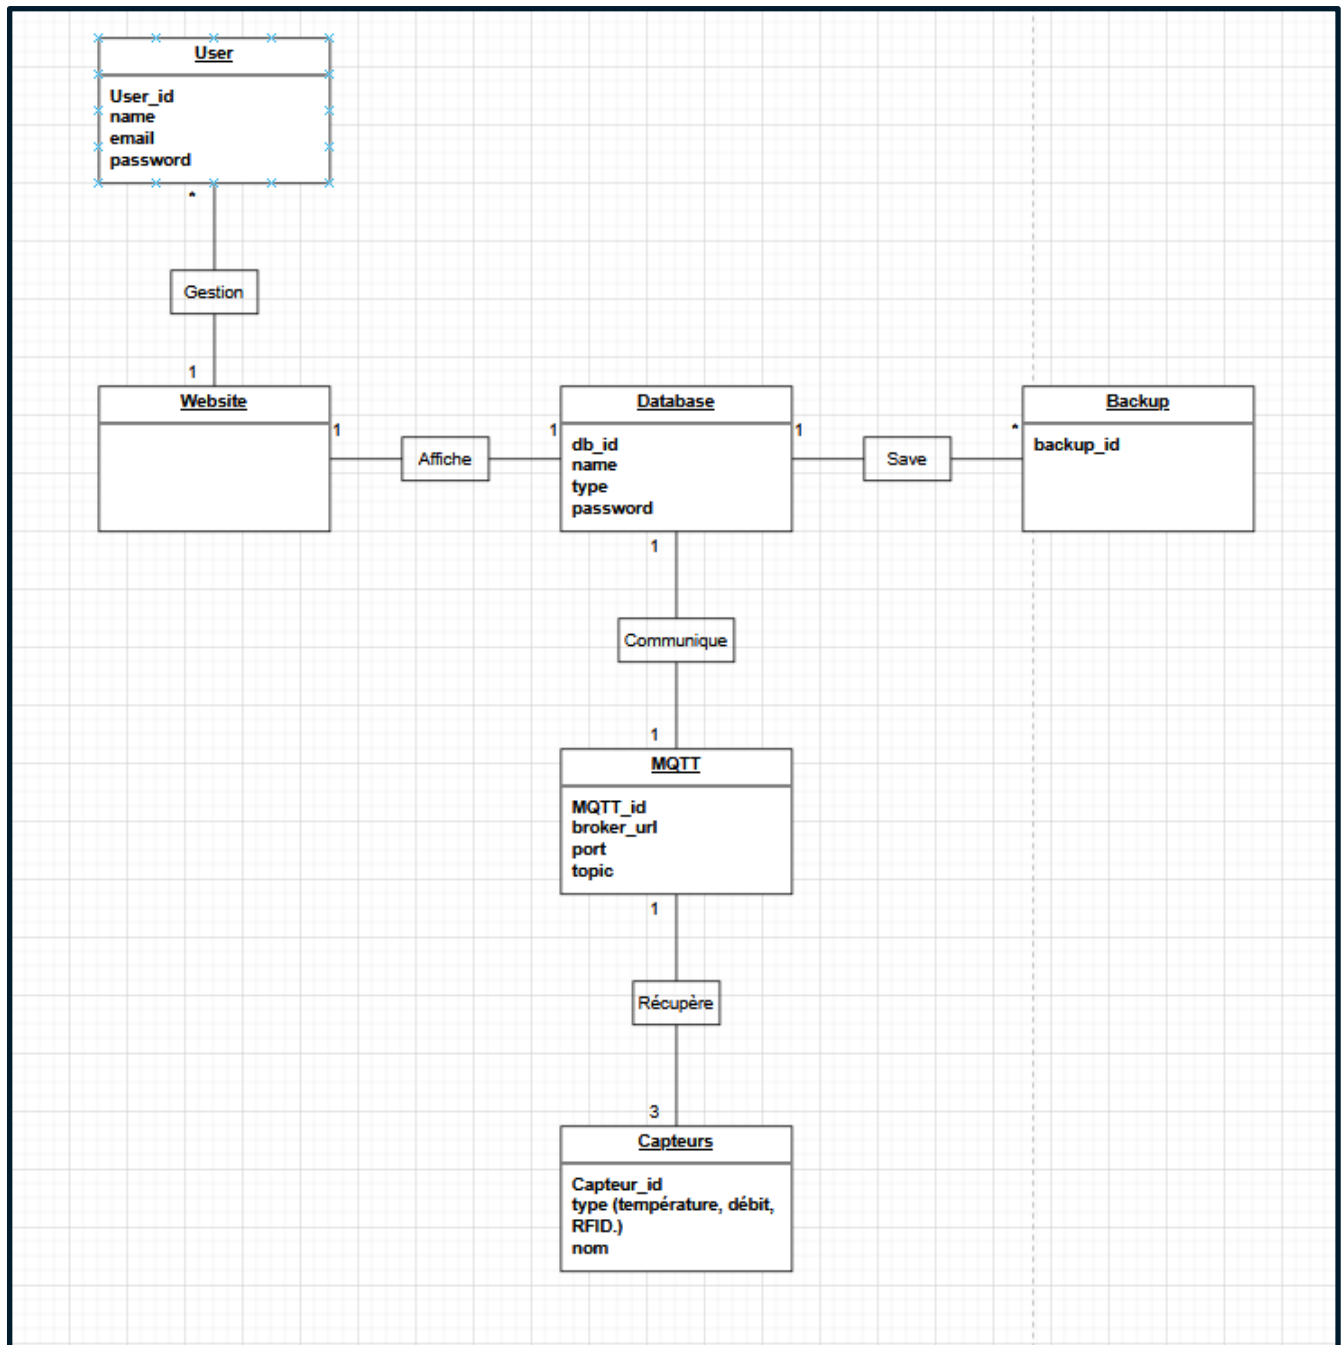 User
User_id
name
email
password
*
Gestion
1
Website
1
Affiche
1
Database
db_id
name
type
password
1
Save
*
Backup
backup_id
1
Communique
1
MQTT
MQTT_id
broker_url
port
topic
1
Récupère
3
Capteurs
Capteur_id
type (température, débit,
RFID.)
nom